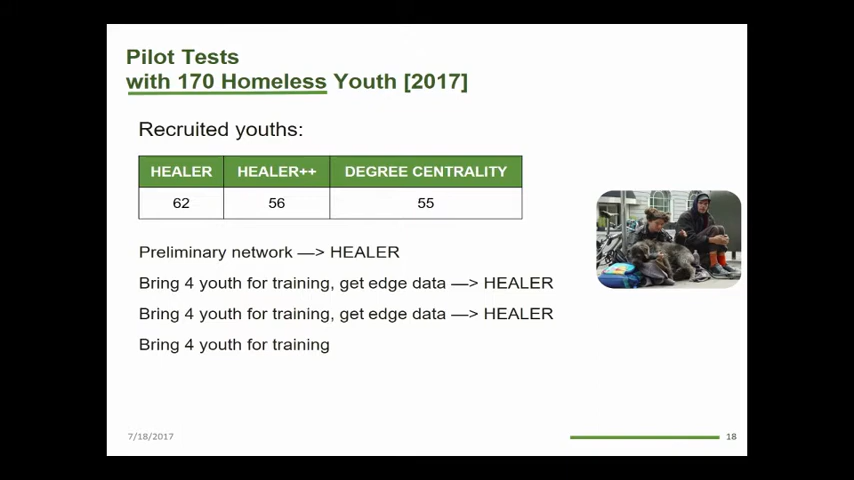 Pilot Tests
with 170 Homeless Youth [2017]
Recruited youths:
HEALER HEALER++ DEGREE CENTRALITY
62 56 55
Preliminary network —> HEALER
Bring 4 youth for training, get edge data —> HEALER
Bring 4 youth for training, get edge data —> HEALER
Bring 4 youth for training
7/18/2017 18